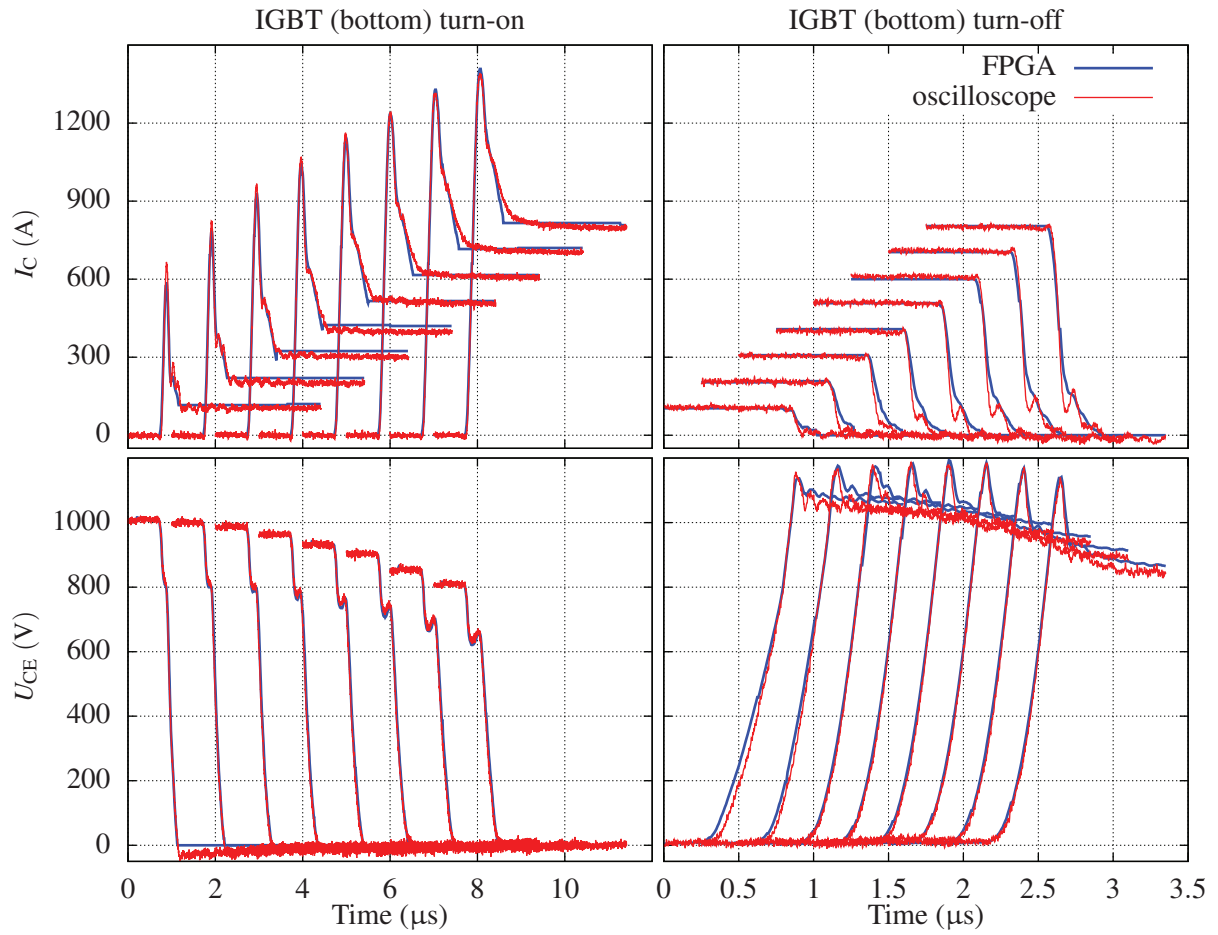 IGBT (bottom) turn-on
IGBT (bottom) turn-off
FPGA
oscilloscope
I_C (A)
1200
900
600
300
0
U_CE (V)
1000
800
600
400
200
0
0 2 4 6 8 10
0 0.5 1 1.5 2 2.5 3 3.5
Time (µs)
Time (µs)